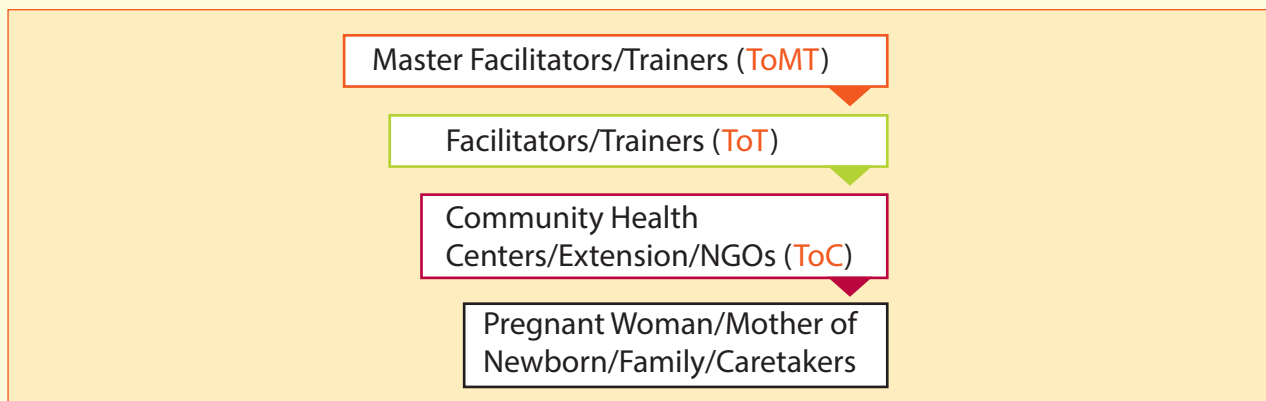 Master Facilitators/Trainers (ToMT)
Facilitators/Trainers (ToT)
Community Health
Centers/Extension/NGOs (ToC)
Pregnant Woman/Mother of
Newborn/Family/Caretakers